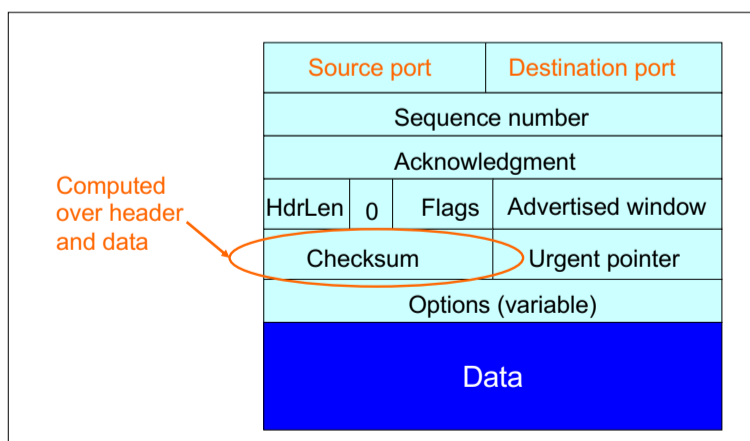 Source port
Destination port
Sequence number
Acknowledgment
HdrLen
0
Flags
Advertised window
Computed
over header
and data
Checksum
Urgent pointer
Options (variable)
Data